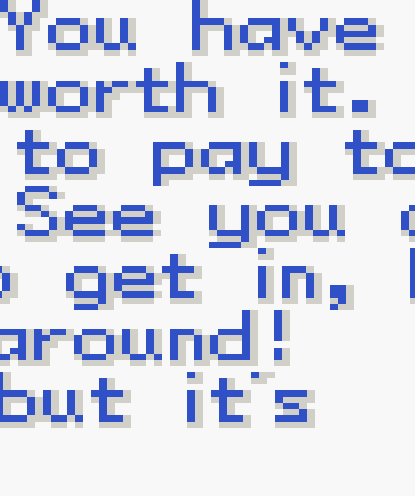 You have
worth it.
to pay to
See you
get in,
around!
but it's